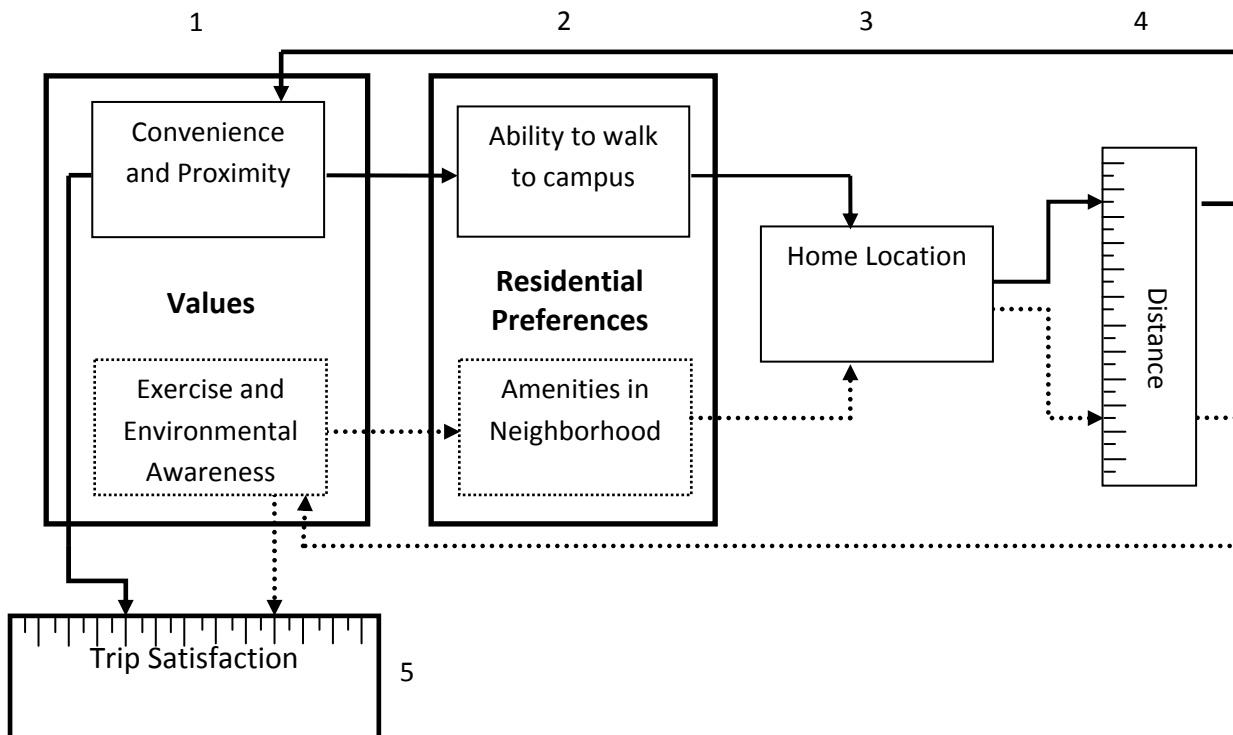 1
2
3
4
Convenience
and Proximity
Values
Exercise and
Environmental
Awareness
Ability to walk
to campus
Residential
Preferences
Amenities in
Neighborhood
Home Location
Distance
Trip Satisfaction
5